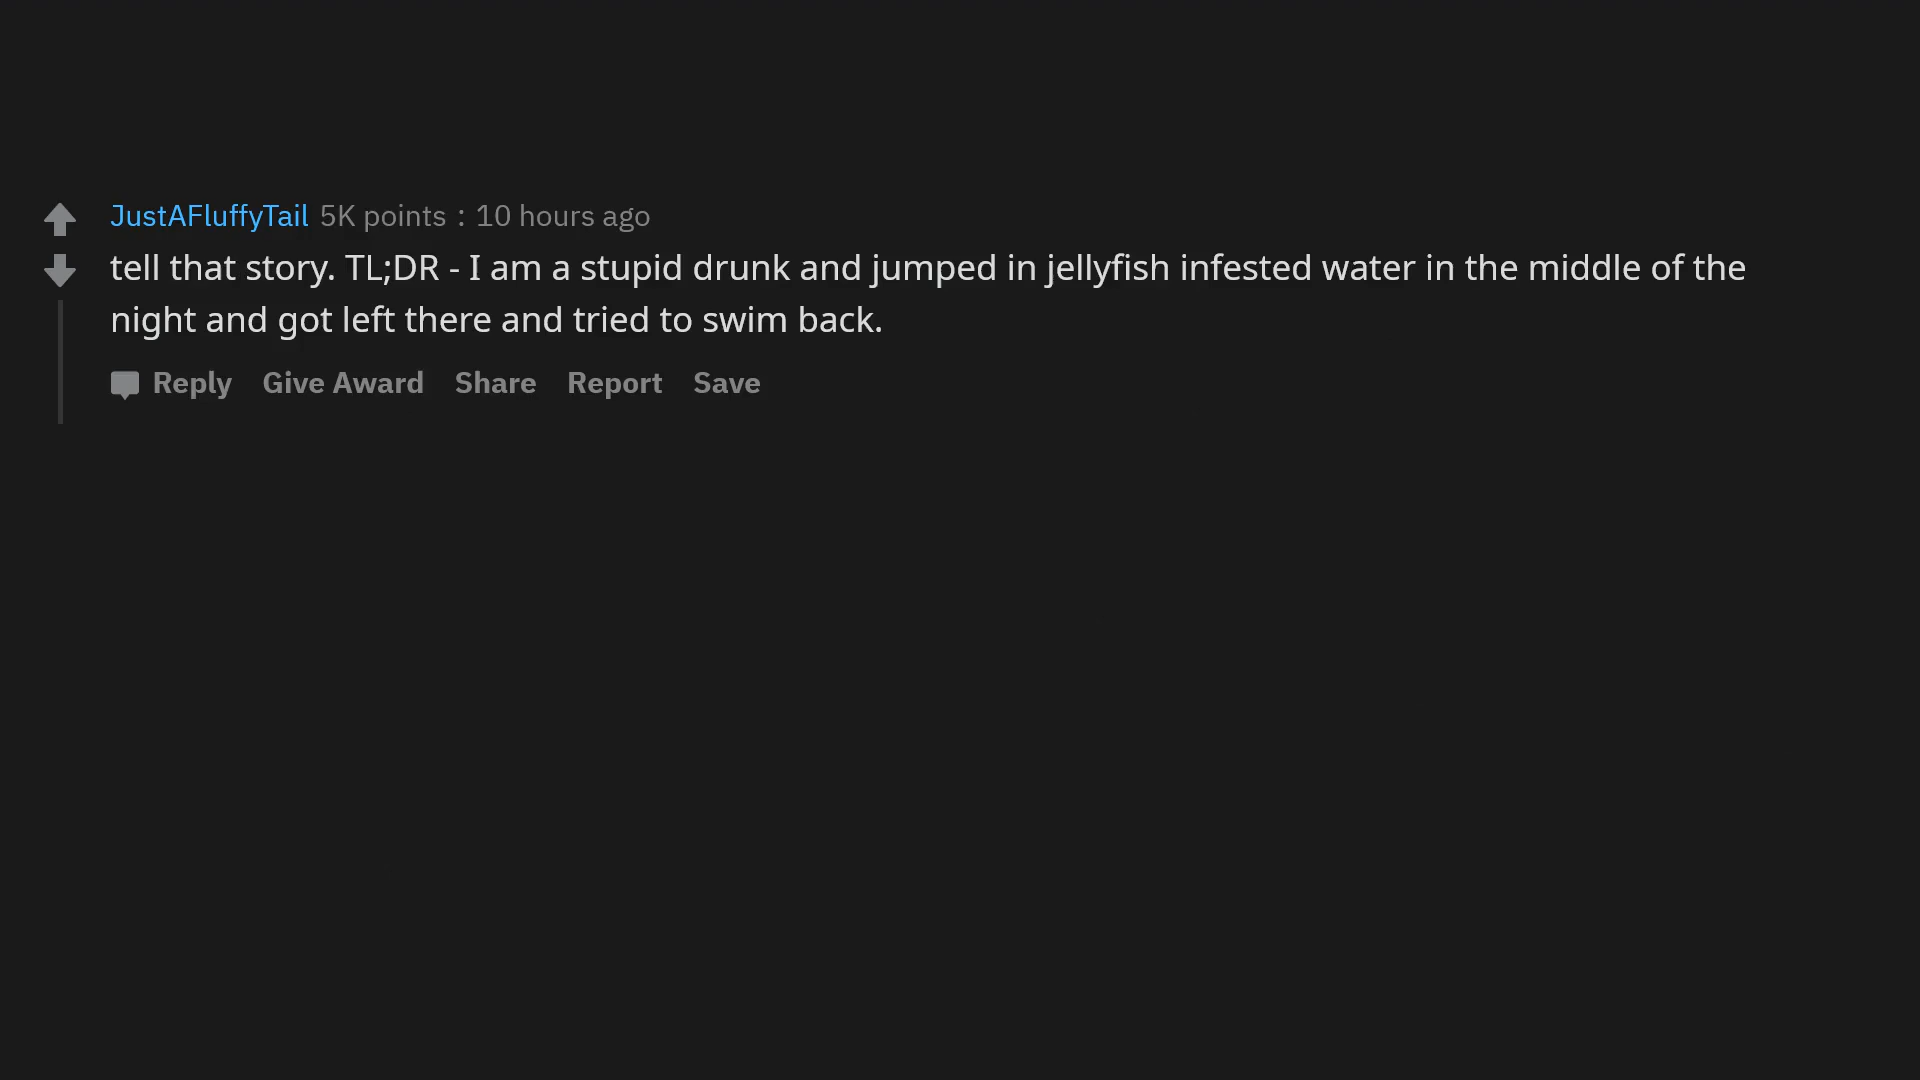 JustAFluffyTail 5K points : 10 hours ago
tell that story. TL;DR - I am a stupid drunk and jumped in jellyfish infested water in the middle of the
night and got left there and tried to swim back.
Reply Give Award Share Report Save